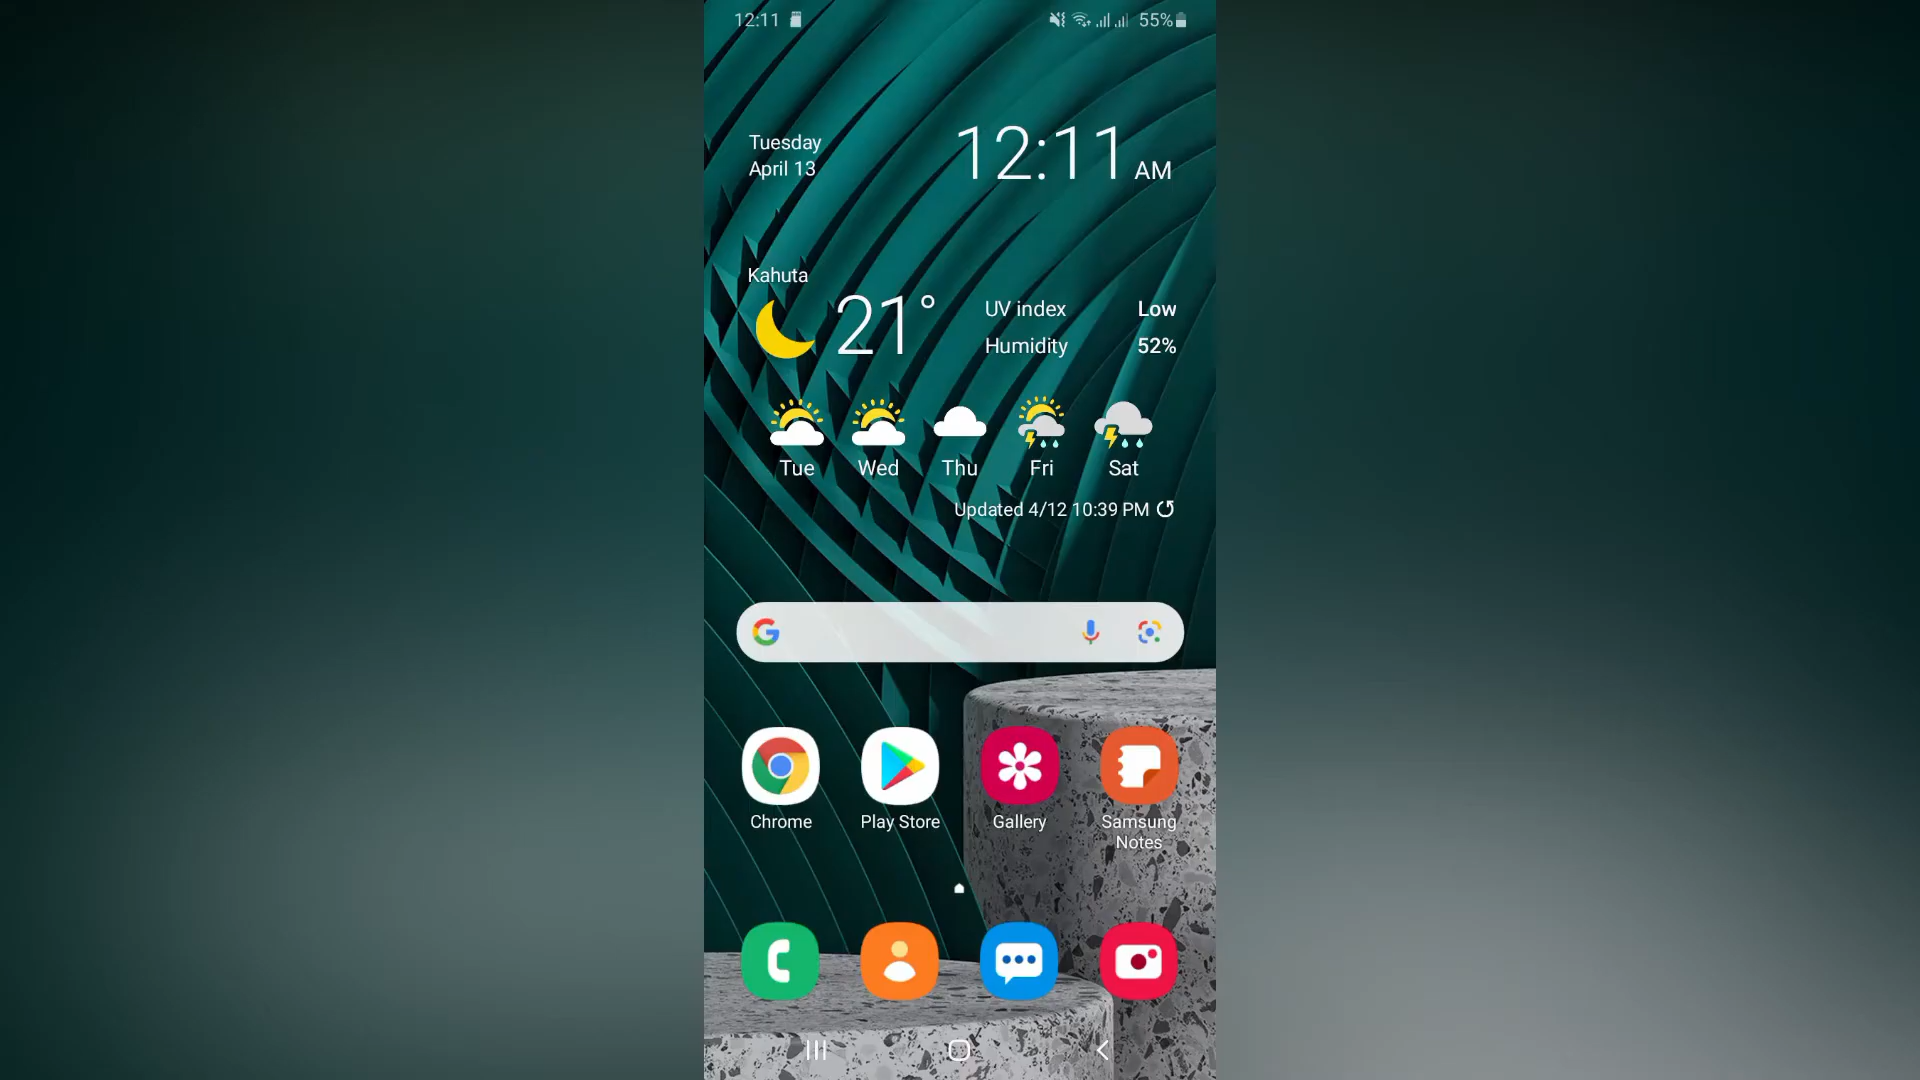 12:11
55%
Tuesday
April 13
12:11 AM
Kahuta
21°
UV index Low
Humidity 52%
Tue Wed Thu Fri Sat
Updated 4/12 10:39 PM
Chrome Play Store Gallery Samsung
Notes